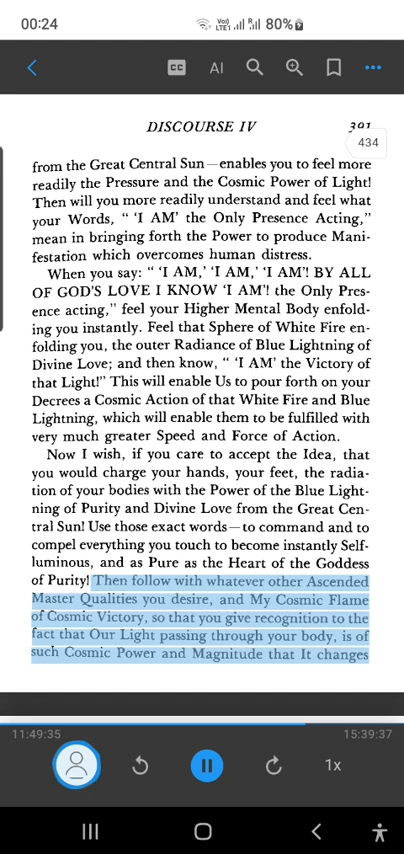 00:24
Vo))
LTE1
R
80%
CC
AI
DISCOURSE IV
391
434
from the Great Central Sun—enables you to feel more
readily the Pressure and the Cosmic Power of Light!
Then will you more readily understand and feel what
your Words, “ ‘I AM’ the Only Presence Acting,”
mean in bringing forth the Power to produce Mani-
festation which overcomes human distress.
When you say: “ ‘I AM,’ ‘I AM,’ ‘I AM’! BY ALL
OF GOD’S LOVE I KNOW ‘I AM’! the Only Pres-
ence acting,” feel your Higher Mental Body enfold-
ing you instantly. Feel that Sphere of White Fire en-
folding you, the outer Radiance of Blue Lightning of
Divine Love; and then know, “ ‘I AM’ the Victory of
that Light!” This will enable Us to pour forth on your
Decrees a Cosmic Action of that White Fire and Blue
Lightning, which will enable them to be fulfilled with
very much greater Speed and Force of Action.
Now I wish, if you care to accept the Idea, that
you would charge your hands, your feet, the radia-
tion of your bodies with the Power of the Blue Light-
ning of Purity and Divine Love from the Great Cen-
tral Sun! Use those exact words—to command and to
compel everything you touch to become instantly Self-
luminous, and as Pure as the Heart of the Goddess
of Purity! Then follow with whatever other Ascended
Master Qualities you desire, and My Cosmic Flame
of Cosmic Victory, so that you give recognition to the
fact that Our Light passing through your body, is of
such Cosmic Power and Magnitude that It changes
11:49:35
15:39:37
1x